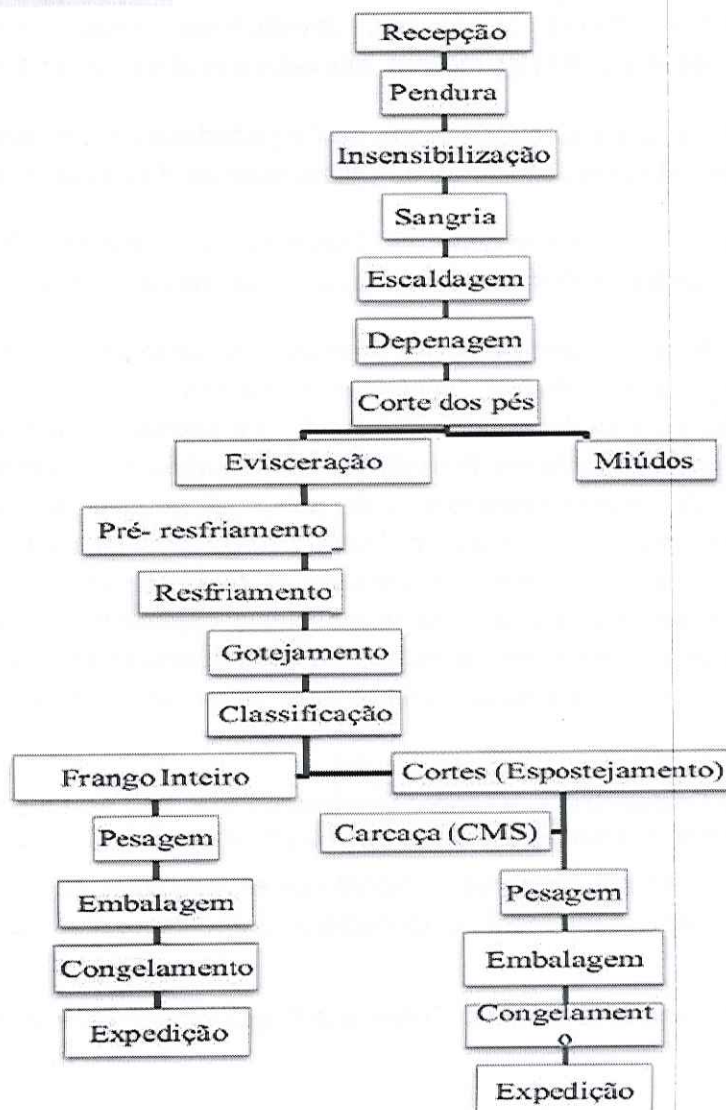 Recepção
Pendura
Insensibilização
Sangria
Escaldagem
Depenagem
Corte dos pés
Evisceração
Miúdos
Pré- resfriamento
Resfriamento
Gotejamento
Classificação
Frango Inteiro
Cortes (Espostejamento)
Pesagem
Carcaça (CMS)
Embalagem
Pesagem
Congelamento
Embalagem
Expedição
Congelament
o
Expedição